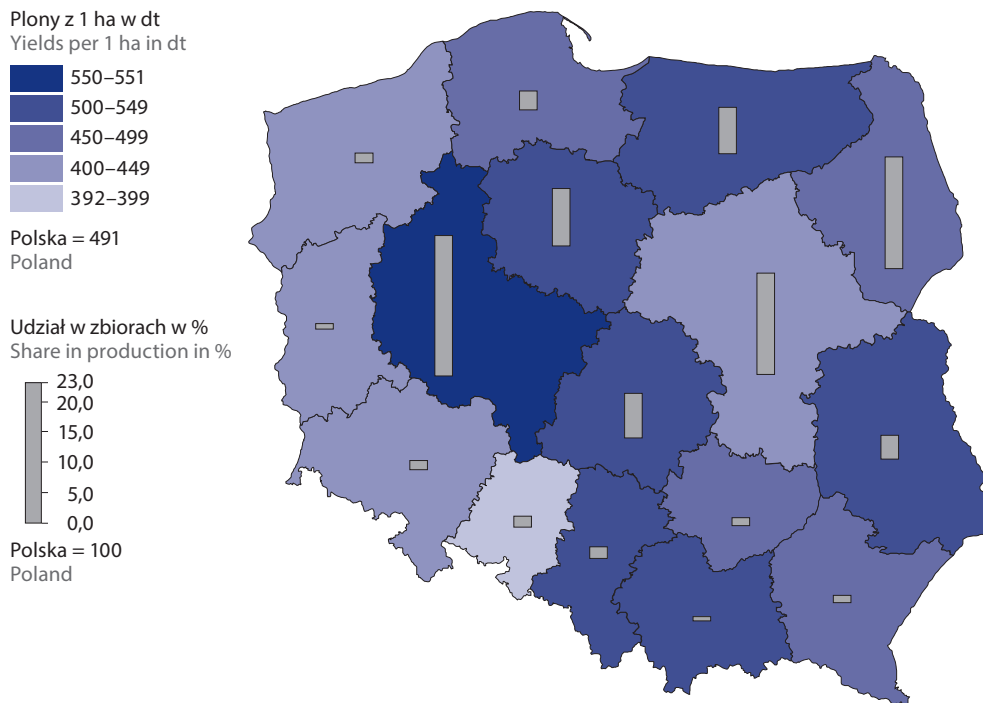 Plony z 1 ha w dt
Yields per 1 ha in dt
550–551
500–549
450–499
400–449
392–399
Polska = 491
Poland
Udział w zbiorach w %
Share in production in %
23,0
20,0
15,0
10,0
5,0
0,0
Polska = 100
Poland